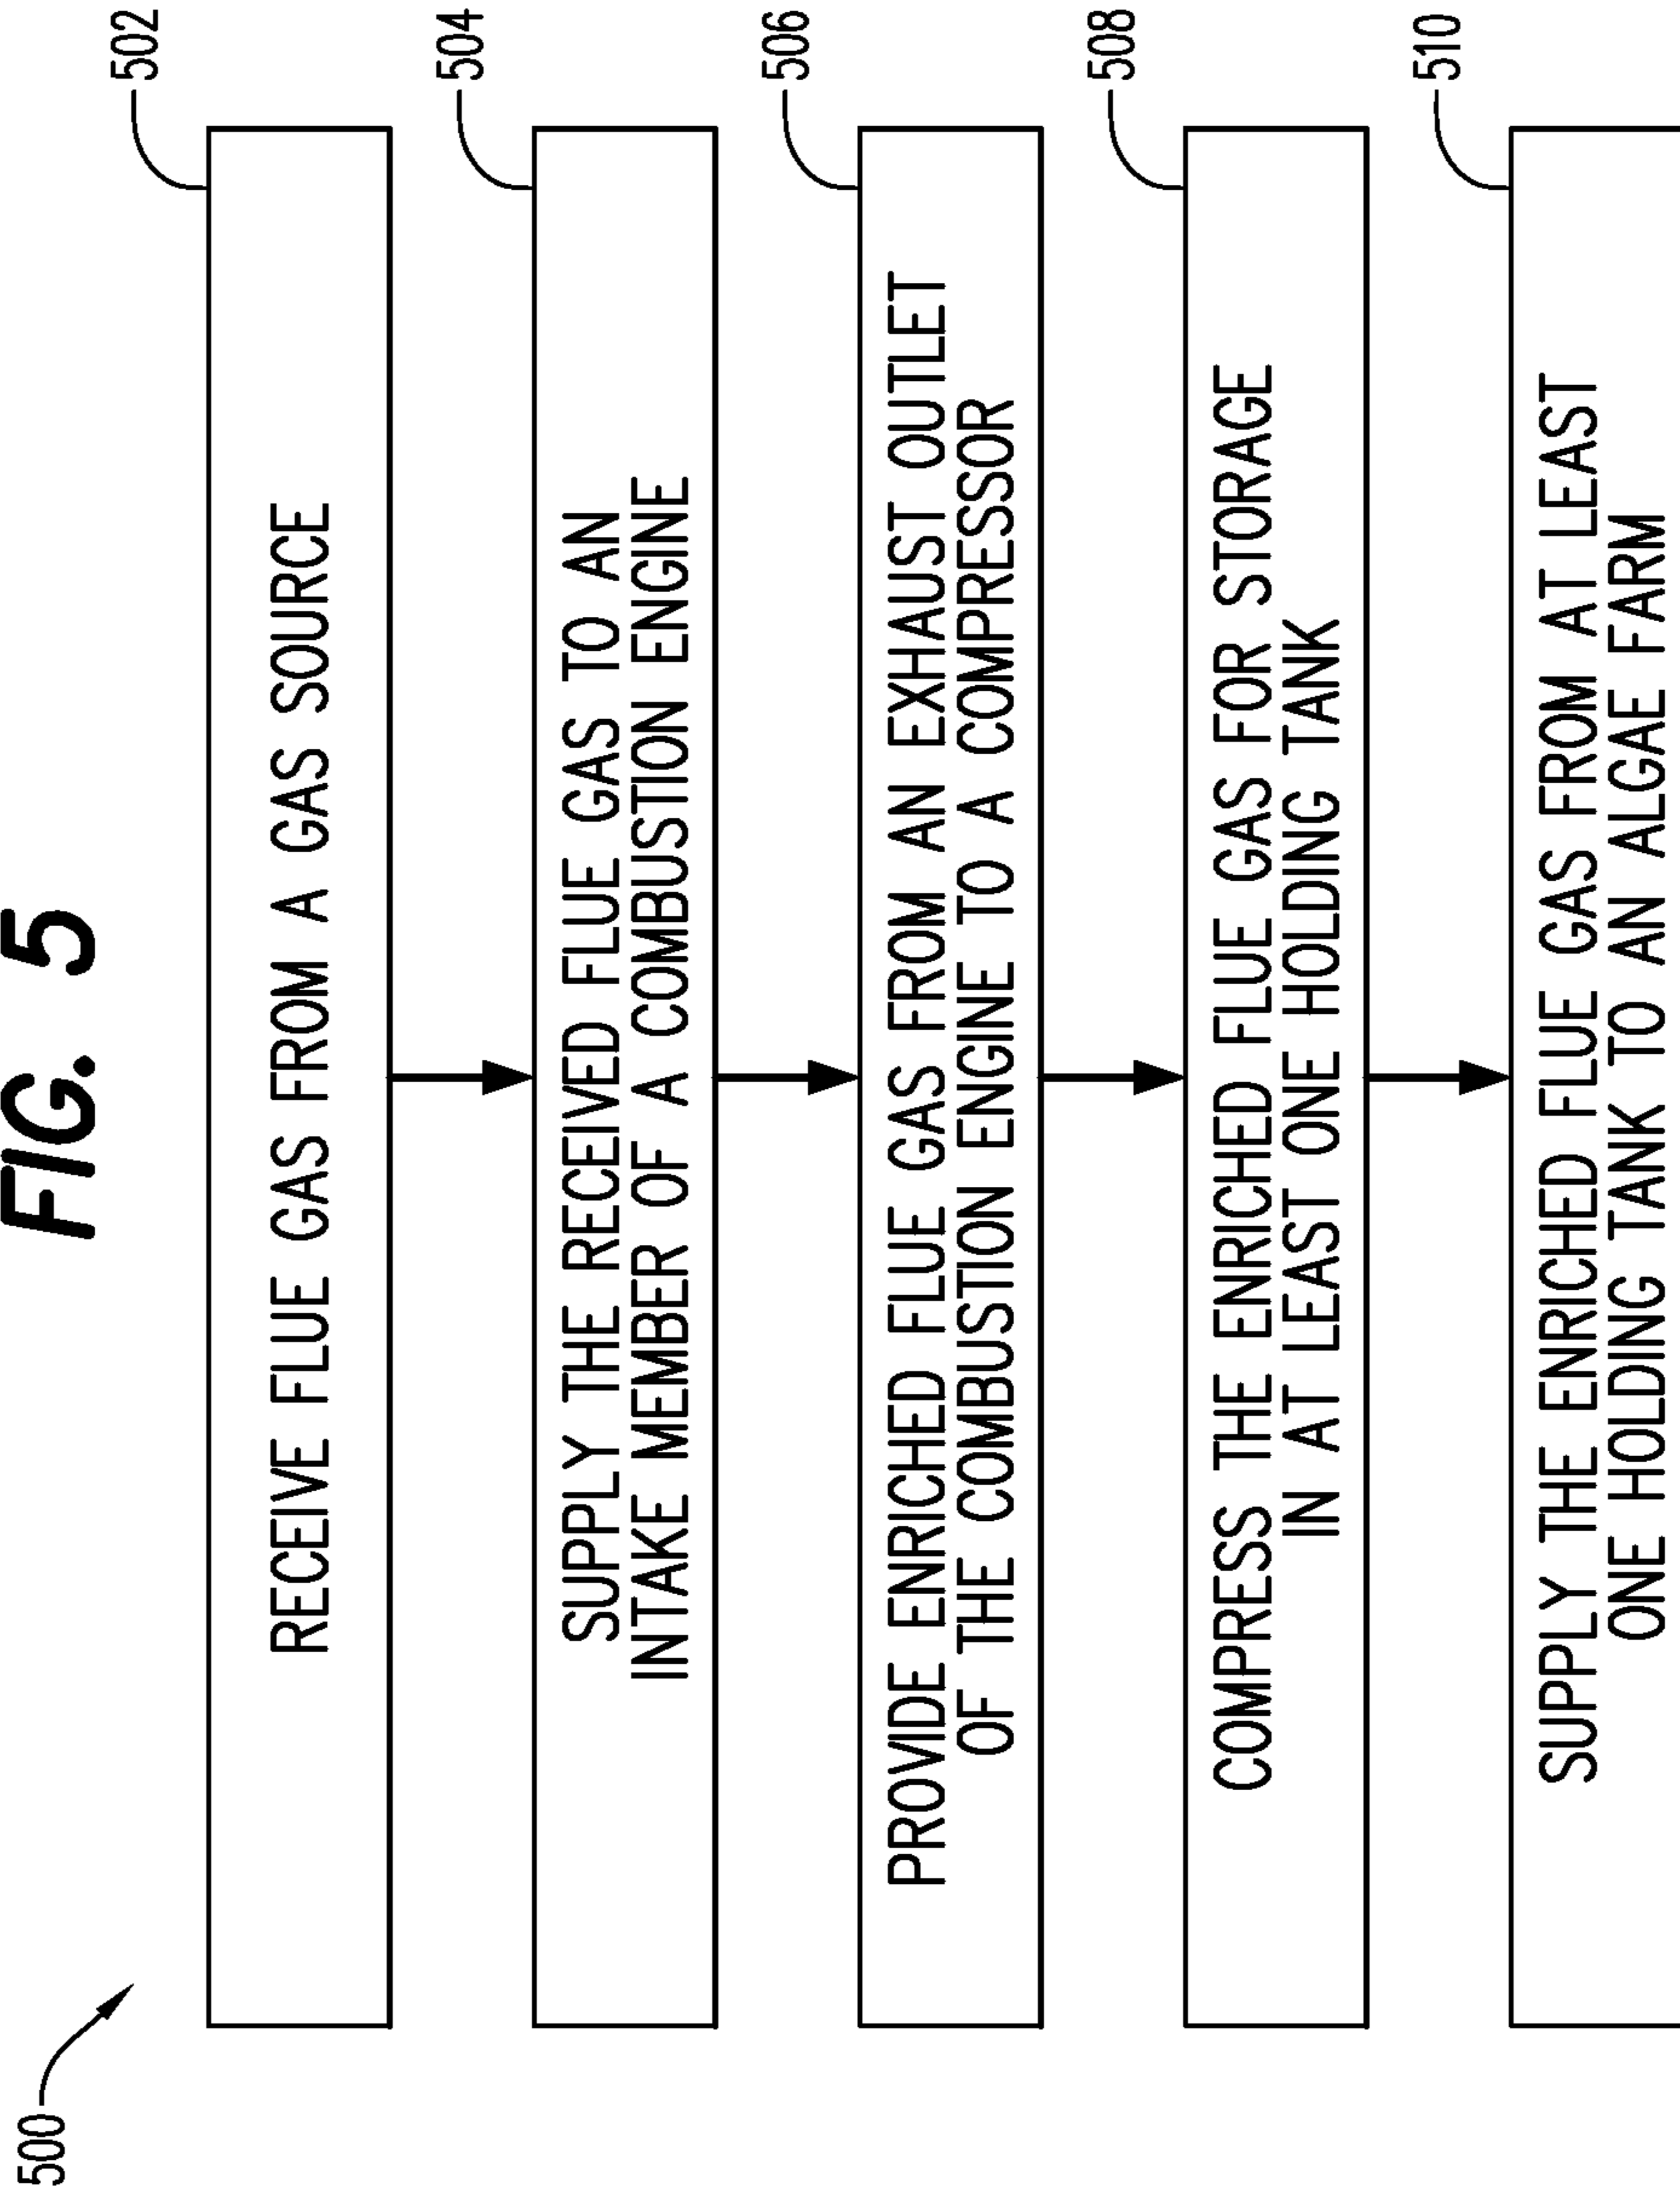 FIG. 5
500
502
RECEIVE FLUE GAS FROM A GAS SOURCE
504
SUPPLY THE RECEIVED FLUE GAS TO AN
INTAKE MEMBER OF A COMBUSTION ENGINE
506
PROVIDE ENRICHED FLUE GAS FROM AN EXHAUST OUTLET
OF THE COMBUSTION ENGINE TO A COMPRESSOR
508
COMPRESS THE ENRICHED FLUE GAS FOR STORAGE
IN AT LEAST ONE HOLDING TANK
510
SUPPLY THE ENRICHED FLUE GAS FROM AT LEAST
ONE HOLDING TANK TO AN ALGAE FARM